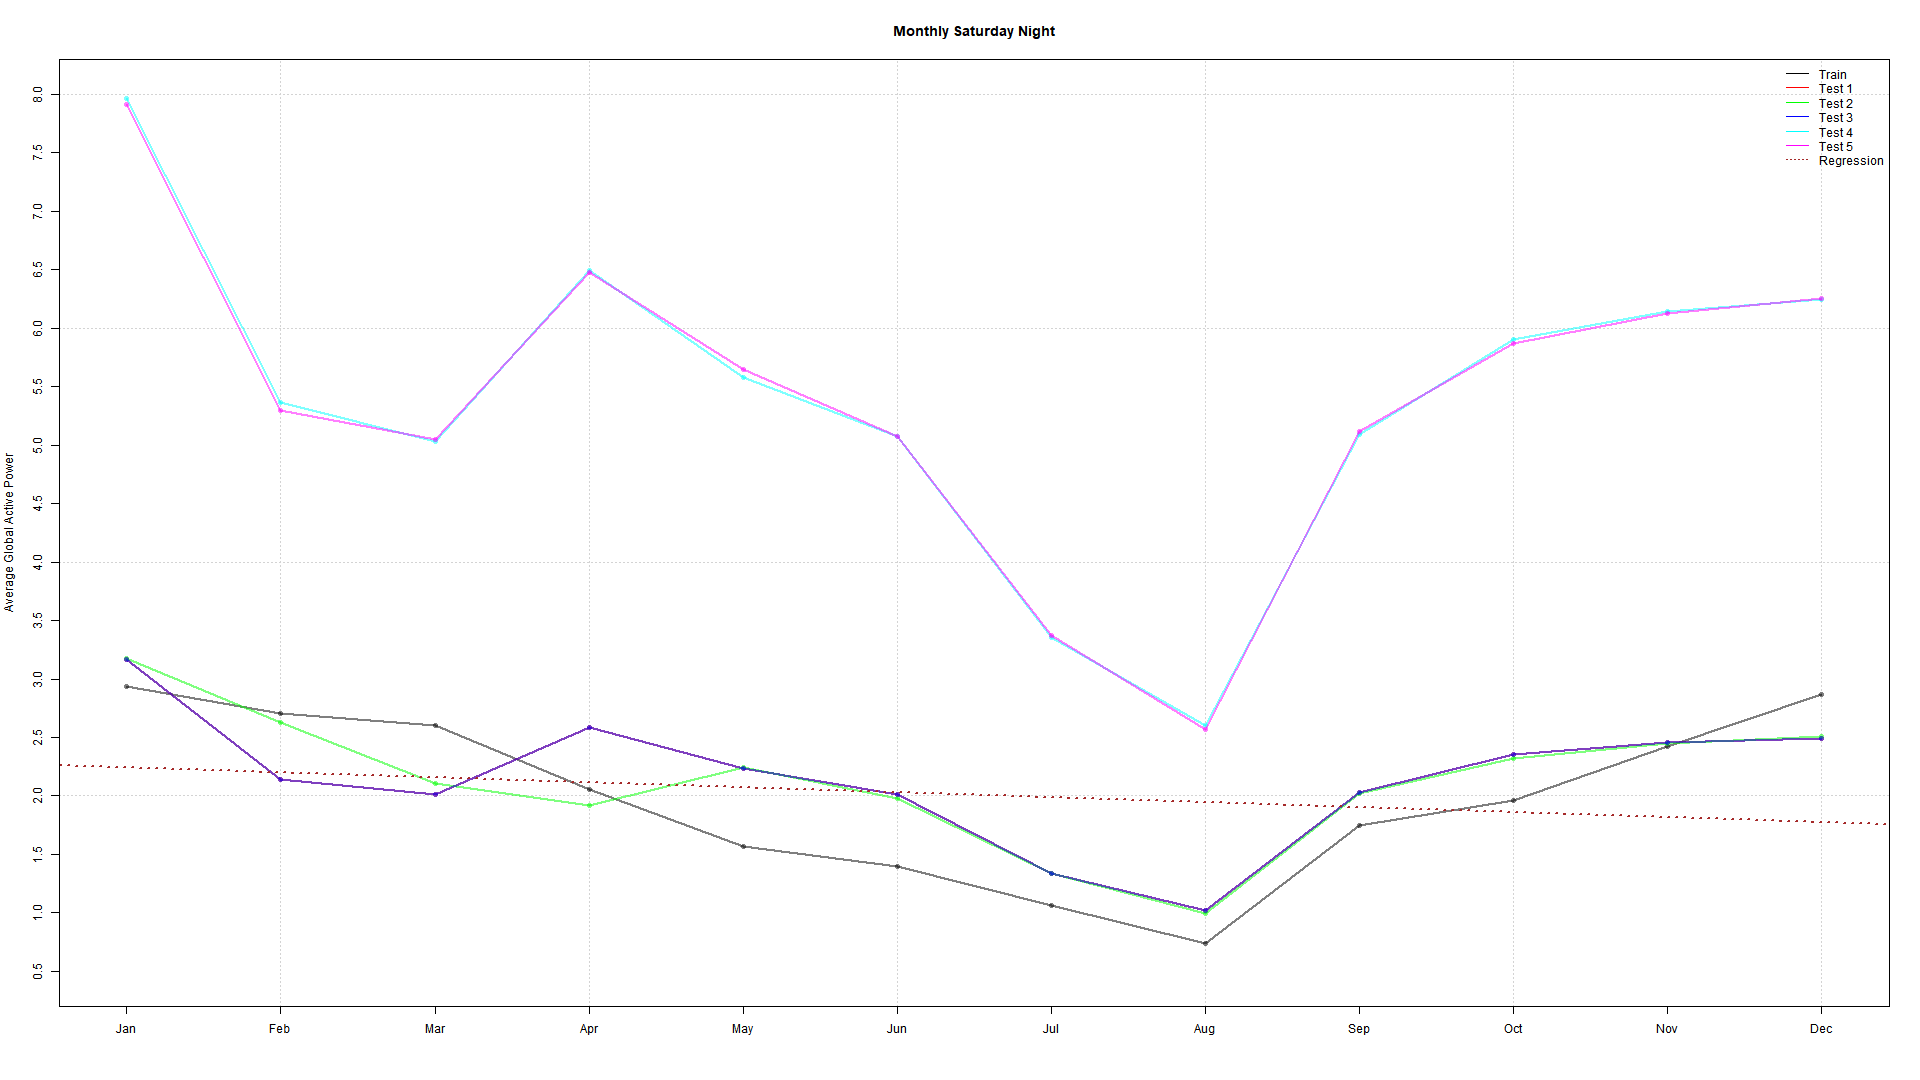 Monthly Saturday Night
Train
Test 1
Test 2
Test 3
Test 4
Test 5
Regression
Average Global Active Power
8.0
7.5
7.0
6.5
6.0
5.5
5.0
4.5
4.0
3.5
3.0
2.5
2.0
1.5
1.0
0.5
Jan Feb Mar Apr May Jun Jul Aug Sep Oct Nov Dec